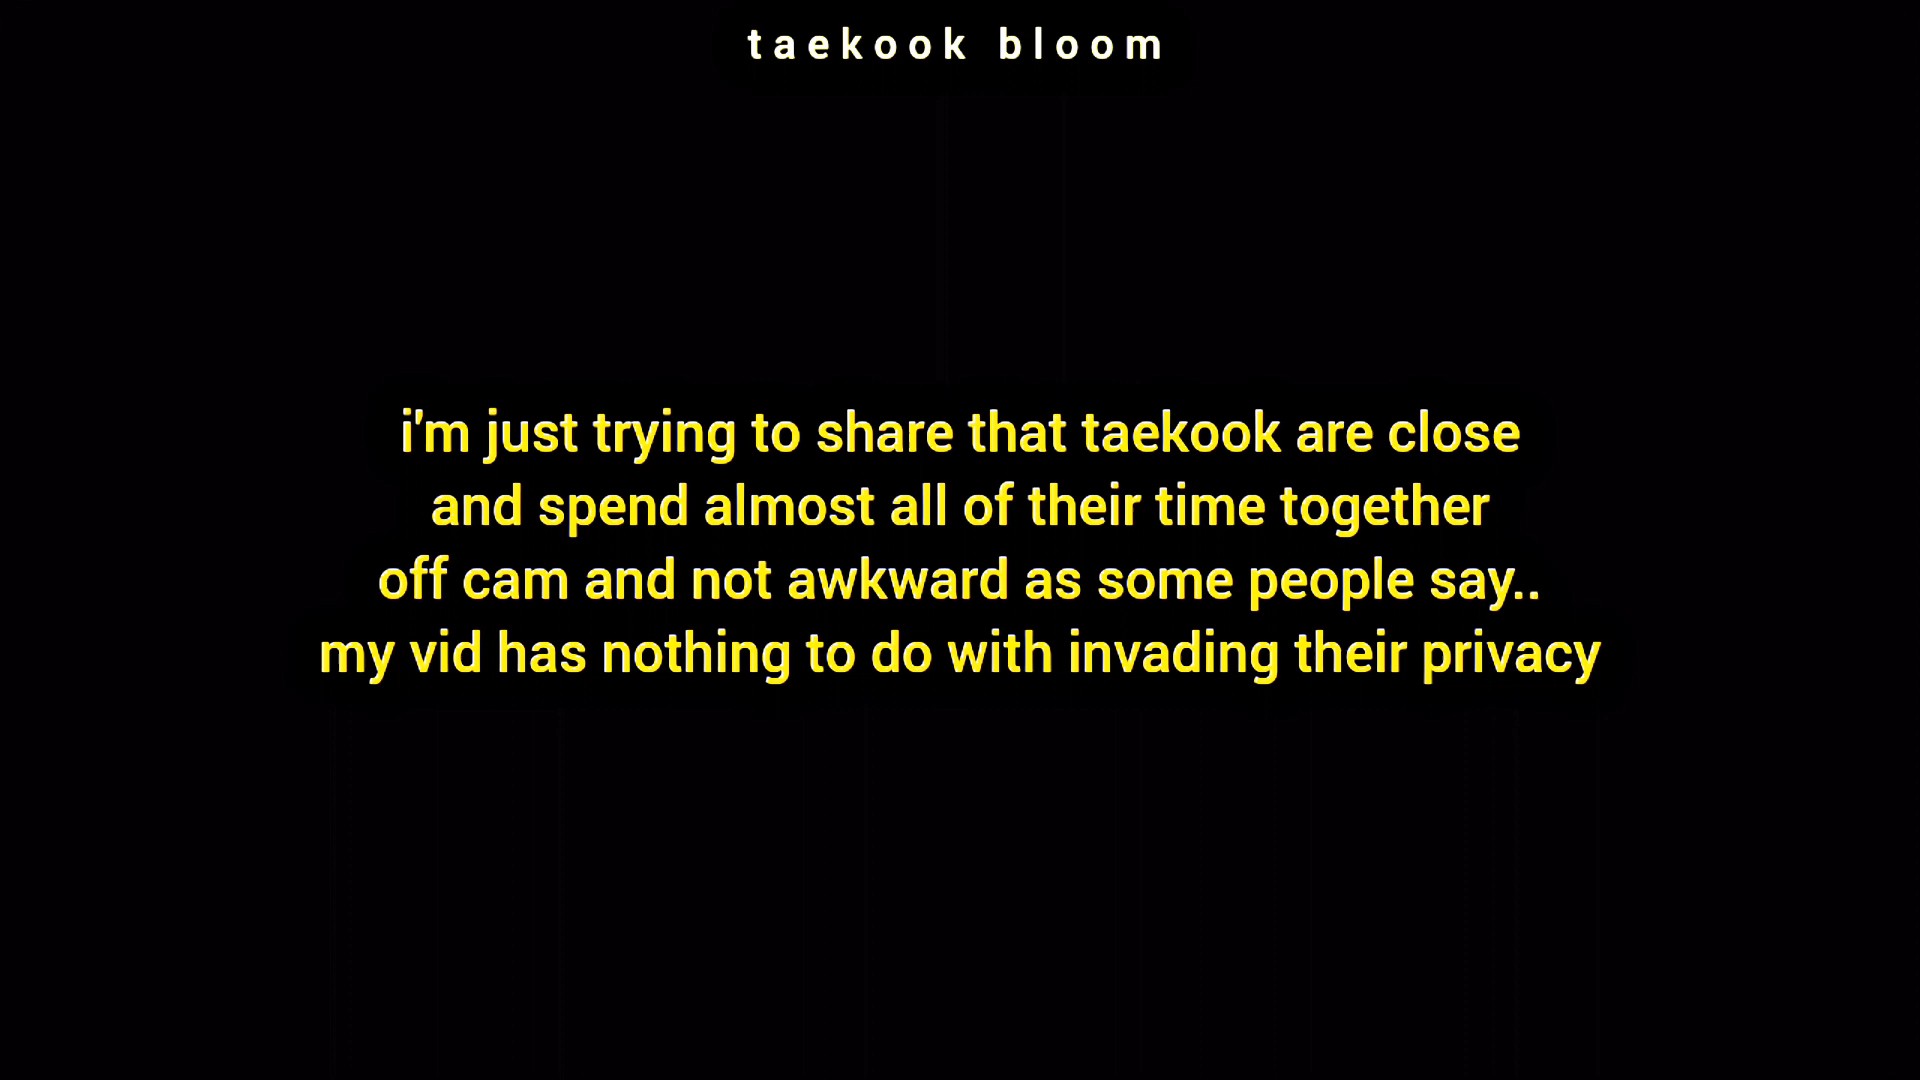 taekook bloom
i'm just trying to share that taekook are close
and spend almost all of their time together
off cam and not awkward as some people say..
my vid has nothing to do with invading their privacy